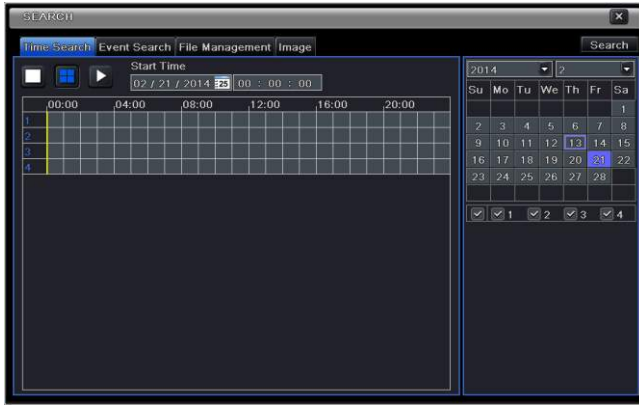 SEARCH
Time Search Event Search File Management Image Search
Start Time
02 / 21 / 2014 25 00 : 00 : 00
00:00 04:00 08:00 12:00 16:00 20:00
1
2
3
4
2014 2
Su Mo Tu We Th Fr Sa
1
2 3 4 5 6 7 8
9 10 11 12 13 14 15
16 17 18 19 20 21 22
23 24 25 26 27 28
1 2 3 4